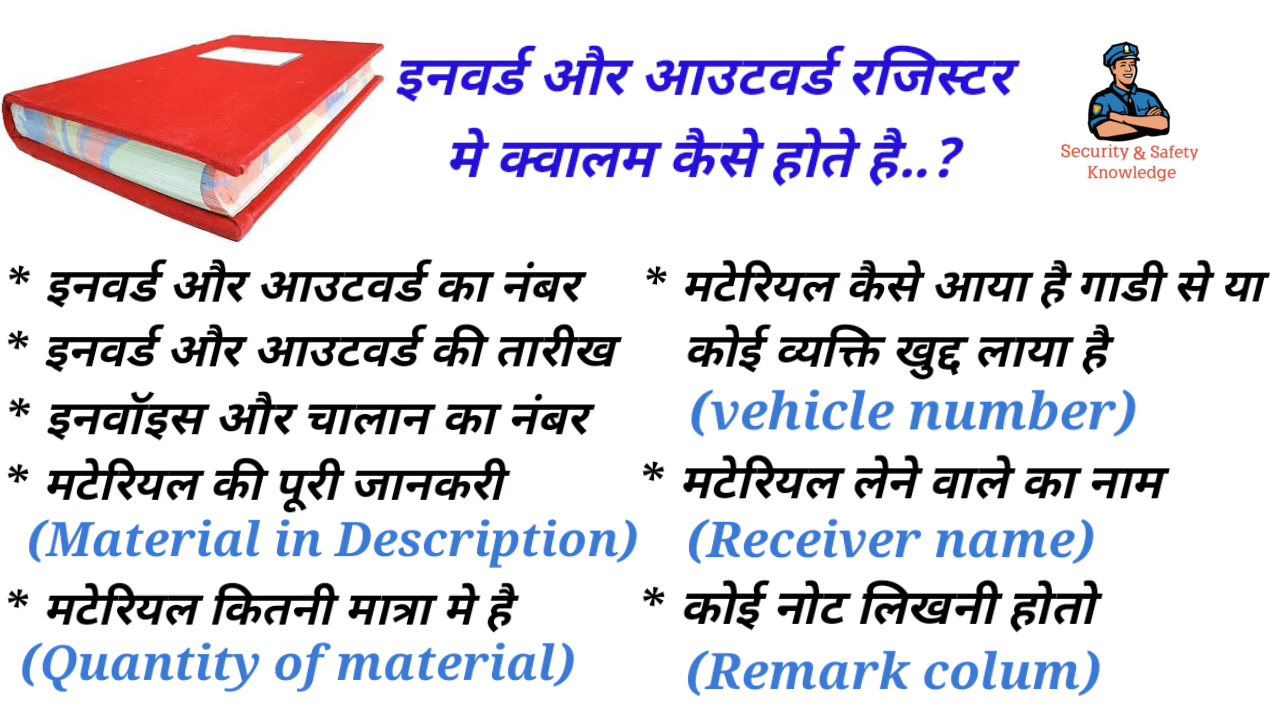 इनवर्ड और आउटवर्ड रजिस्टर
मे क्वालम कैसे होते है..?
Security & Safety
Knowledge
* इनवर्ड और आउटवर्ड का नंबर
* इनवर्ड और आउटवर्ड की तारीख
* इनवॉइस और चालान का नंबर
* मटेरियल की पूरी जानकरी
(Material in Description)
* मटेरियल कितनी मात्रा मे है
(Quantity of material)
* मटेरियल कैसे आया है गाडी से या
कोई व्यक्ति खुद्द लाया है
(vehicle number)
* मटेरियल लेने वाले का नाम
(Receiver name)
* कोई नोट लिखनी होतो
(Remark colum)